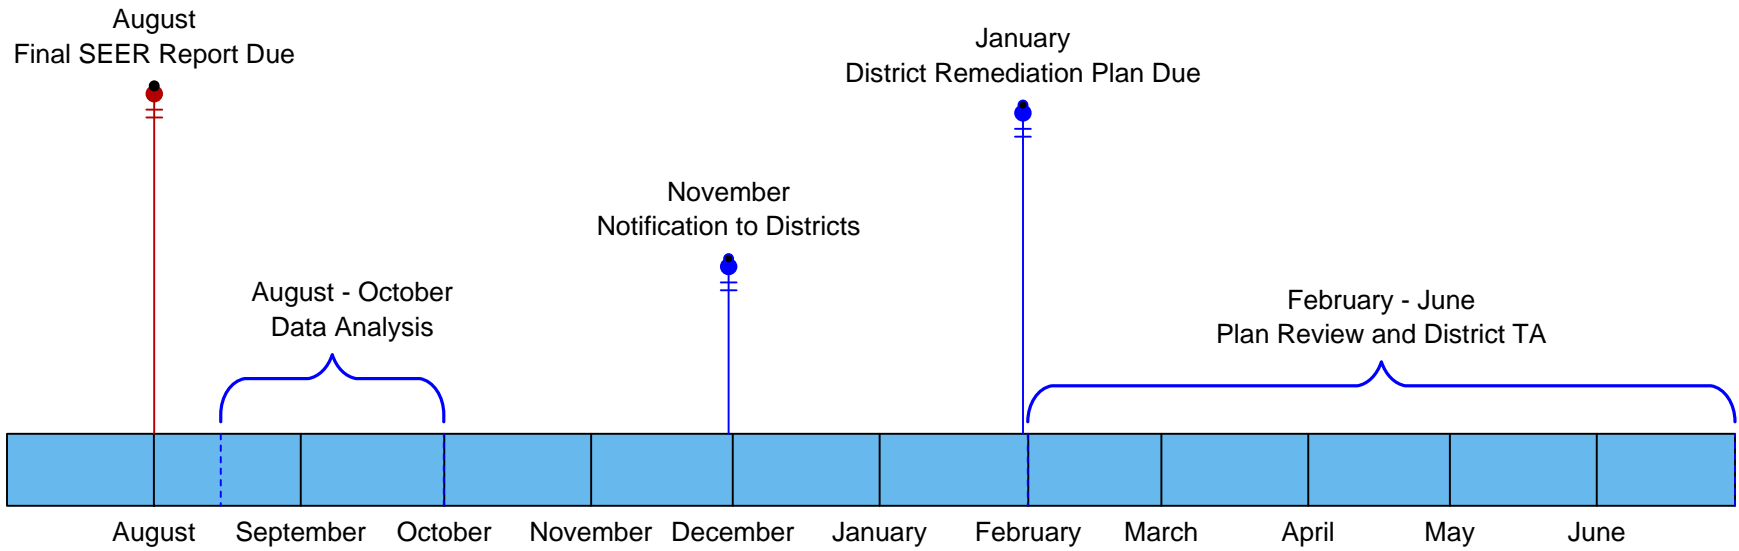 August
Final SEER Report Due
January
District Remediation Plan Due
November
Notification to Districts
August - October
Data Analysis
February - June
Plan Review and District TA
August
September
October
November
December
January
February
March
April
May
June